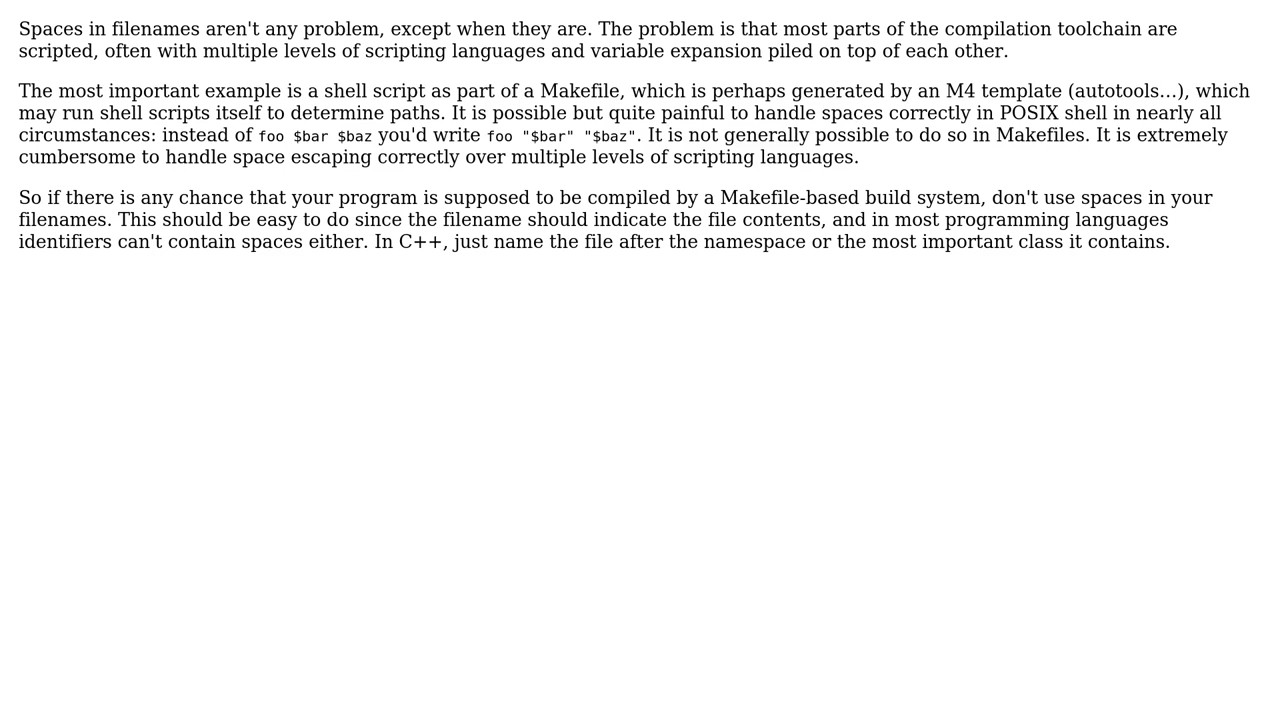 Spaces in filenames aren't any problem, except when they are. The problem is that most parts of the compilation toolchain are
scripted, often with multiple levels of scripting languages and variable expansion piled on top of each other.
The most important example is a shell script as part of a Makefile, which is perhaps generated by an M4 template (autotools…), which
may run shell scripts itself to determine paths. It is possible but quite painful to handle spaces correctly in POSIX shell in nearly all
circumstances: instead of foo $bar $baz you'd write foo "$bar" "$baz". It is not generally possible to do so in Makefiles. It is extremely
cumbersome to handle space escaping correctly over multiple levels of scripting languages.
So if there is any chance that your program is supposed to be compiled by a Makefile-based build system, don't use spaces in your
filenames. This should be easy to do since the filename should indicate the file contents, and in most programming languages
identifiers can't contain spaces either. In C++, just name the file after the namespace or the most important class it contains.